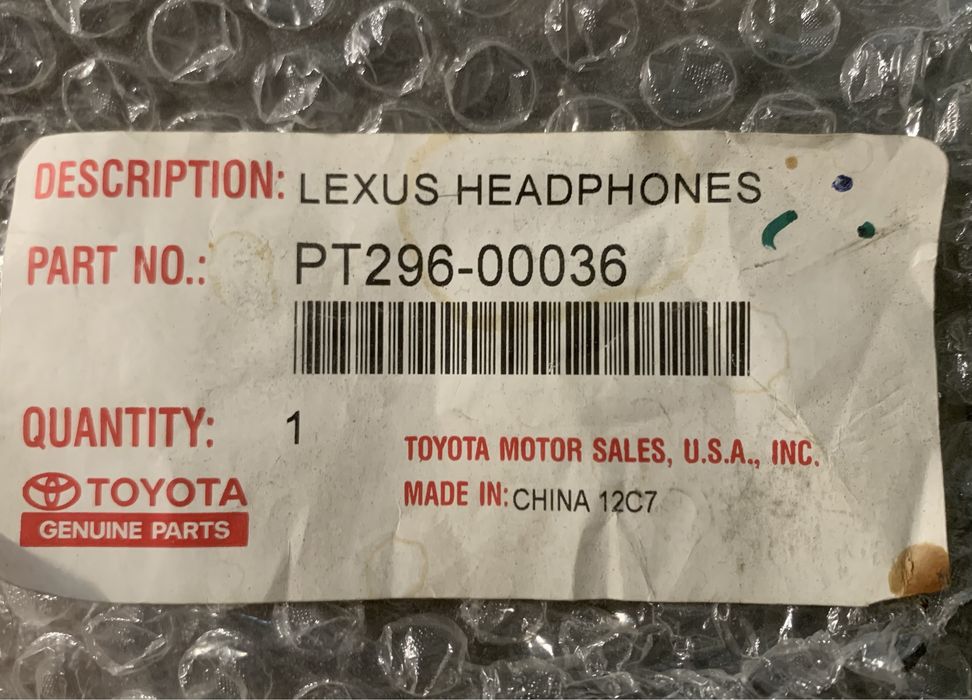 DESCRIPTION: LEXUS HEADPHONES
PART NO.: PT296-00036
QUANTITY: 1
TOYOTA MOTOR SALES, U.S.A., INC.
MADE IN: CHINA 12C7
TOYOTA
GENUINE PARTS